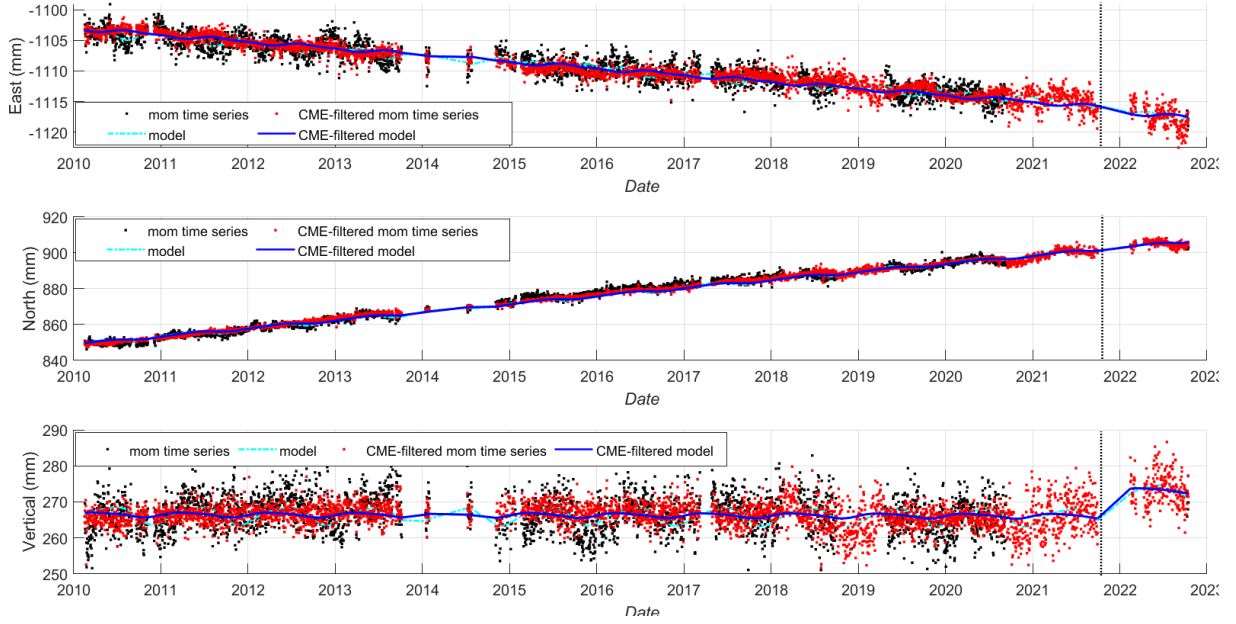 -1100
-1105
-1110
-1115
-1120
East (mm)
mom time series
CME-filtered mom time series
model
CME-filtered model
2010 2011 2012 2013 2014 2015 2016 2017 2018 2019 2020 2021 2022 2023
Date
920
900
880
860
840
North (mm)
mom time series
CME-filtered mom time series
model
CME-filtered model
2010 2011 2012 2013 2014 2015 2016 2017 2018 2019 2020 2021 2022 2023
Date
290
280
270
260
250
Vertical (mm)
mom time series
model
CME-filtered mom time series
CME-filtered model
2010 2011 2012 2013 2014 2015 2016 2017 2018 2019 2020 2021 2022 2023
Date